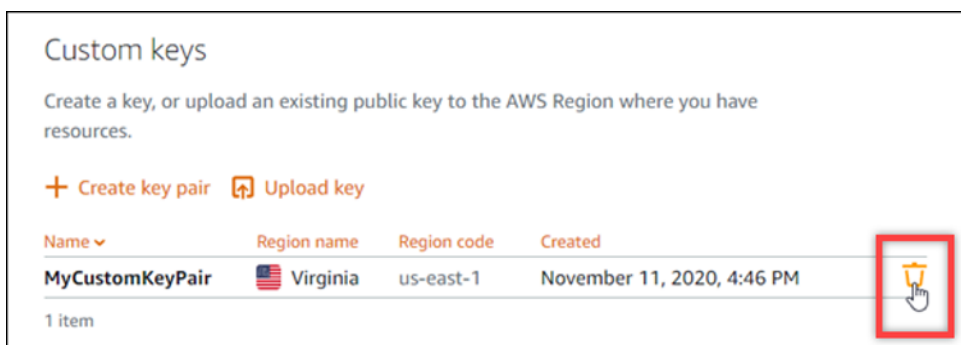 Custom keys
Create a key, or upload an existing public key to the AWS Region where you have
resources.
Create key pair Upload key
Name Region name Region code Created
MyCustomKeyPair Virginia us-east-1 November 11, 2020, 4:46 PM
1 item